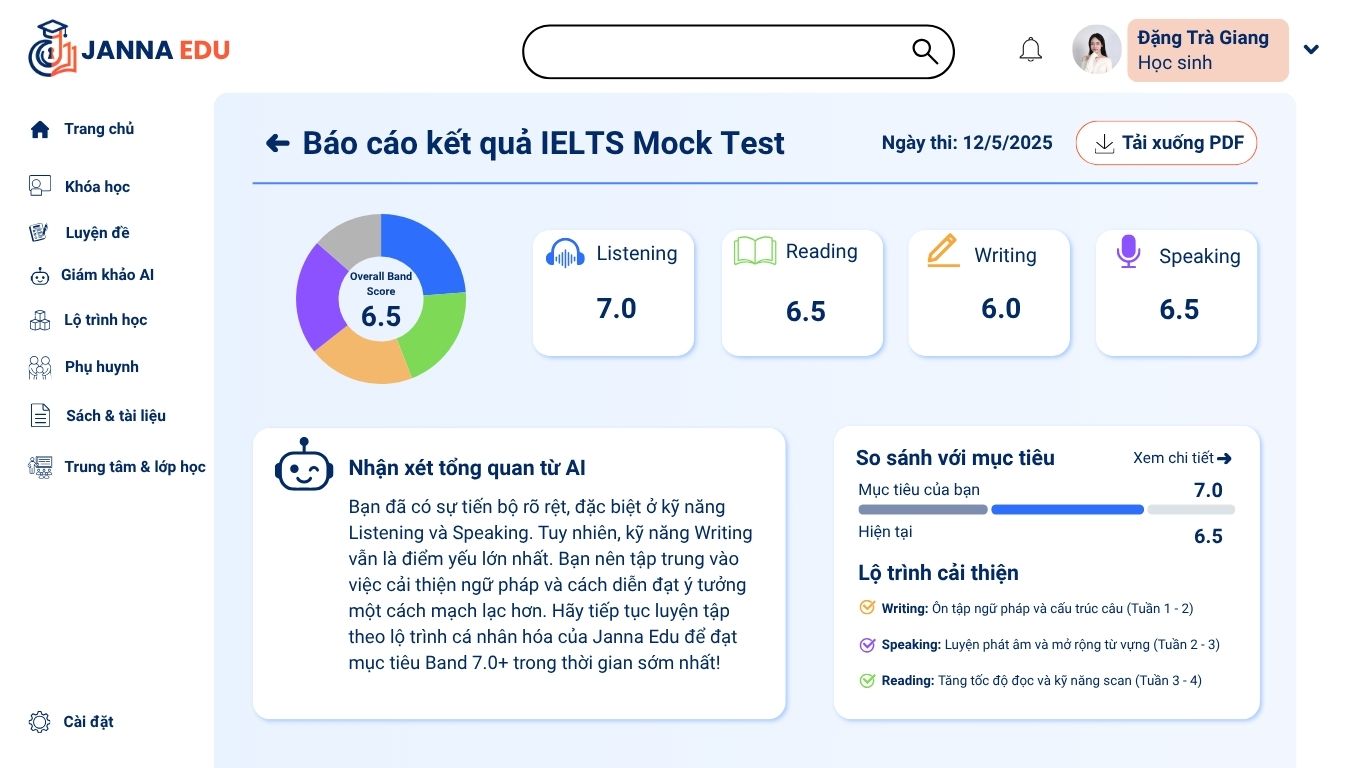 JANNA EDU
Đặng Trà Giang
Học sinh
Trang chủ
Khóa học
Luyện đề
Giám khảo AI
Lộ trình học
Phụ huynh
Sách & tài liệu
Trung tâm & lớp học
Cài đặt
Báo cáo kết quả IELTS Mock Test
Ngày thi: 12/5/2025
Tải xuống PDF
Overall Band
Score
6.5
Listening
7.0
Reading
6.5
Writing
6.0
Speaking
6.5
Nhận xét tổng quan từ AI
Bạn đã có sự tiến bộ rõ rệt, đặc biệt ở kỹ năng
Listening và Speaking. Tuy nhiên, kỹ năng Writing
vẫn là điểm yếu lớn nhất. Bạn nên tập trung vào
việc cải thiện ngữ pháp và cách diễn đạt ý tưởng
một cách mạch lạc hơn. Hãy tiếp tục luyện tập
theo lộ trình cá nhân hóa của Janna Edu để đạt
mục tiêu Band 7.0+ trong thời gian sớm nhất!
So sánh với mục tiêu
Xem chi tiết
Mục tiêu của bạn 7.0
Hiện tại 6.5
Lộ trình cải thiện
Writing: Ôn tập ngữ pháp và cấu trúc câu (Tuần 1 - 2)
Speaking: Luyện phát âm và mở rộng từ vựng (Tuần 2 - 3)
Reading: Tăng tốc độ đọc và kỹ năng scan (Tuần 3 - 4)